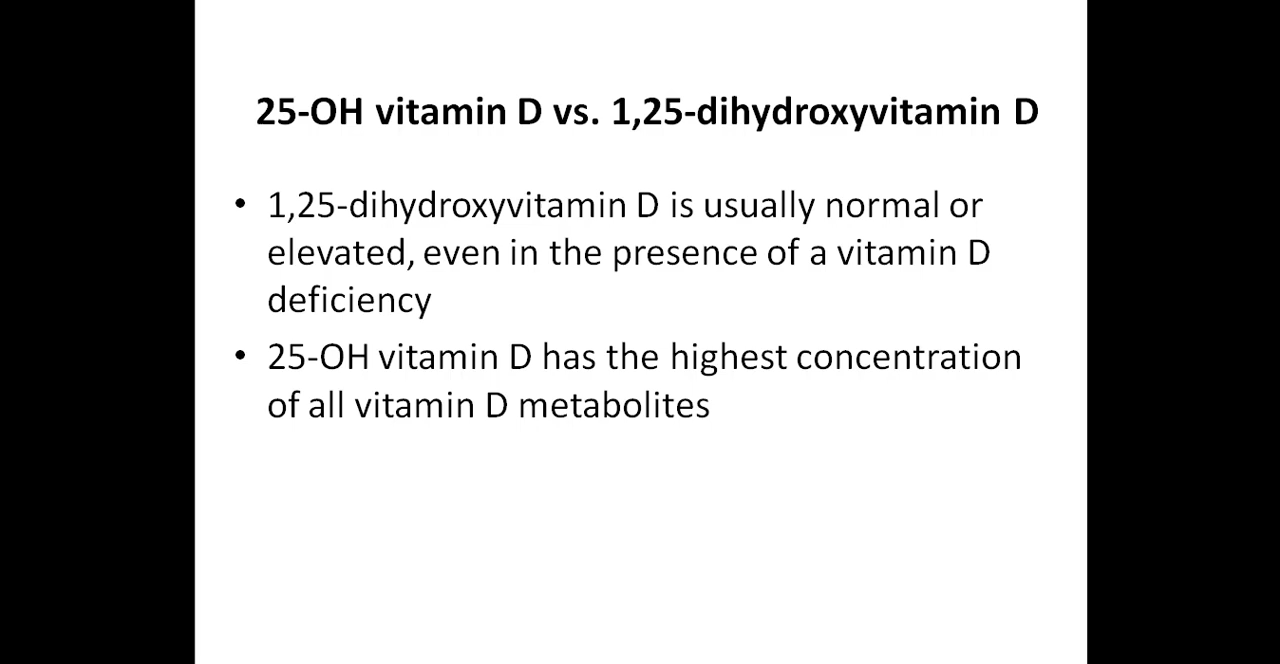 25-OH vitamin D vs. 1,25-dihydroxyvitamin D
• 1,25-dihydroxyvitamin D is usually normal or
elevated, even in the presence of a vitamin D
deficiency
• 25-OH vitamin D has the highest concentration
of all vitamin D metabolites